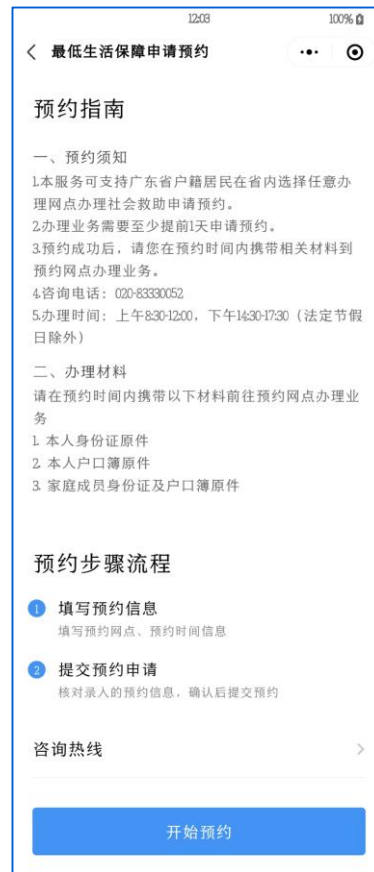 12:03
100%
最低生活保障申请预约
预约指南
一、预约须知
1.本服务可支持广东省户籍居民在省内选择任意办
理网点办理社会救助申请预约。
2.办理业务需要至少提前1天申请预约。
3.预约成功后，请您在预约时间内携带相关材料到
预约网点办理业务。
4.咨询电话：020-83330052
5.办理时间：上午8:30-12:00，下午14:30-17:30（法定节假
日除外）
二、办理材料
请在预约时间内携带以下材料前往预约网点办理业
务
1. 本人身份证原件
2. 本人户口簿原件
3. 家庭成员身份证及户口簿原件
预约步骤流程
1 填写预约信息
填写预约网点、预约时间信息
2 提交预约申请
核对录入的预约信息，确认后提交预约
咨询热线
开始预约